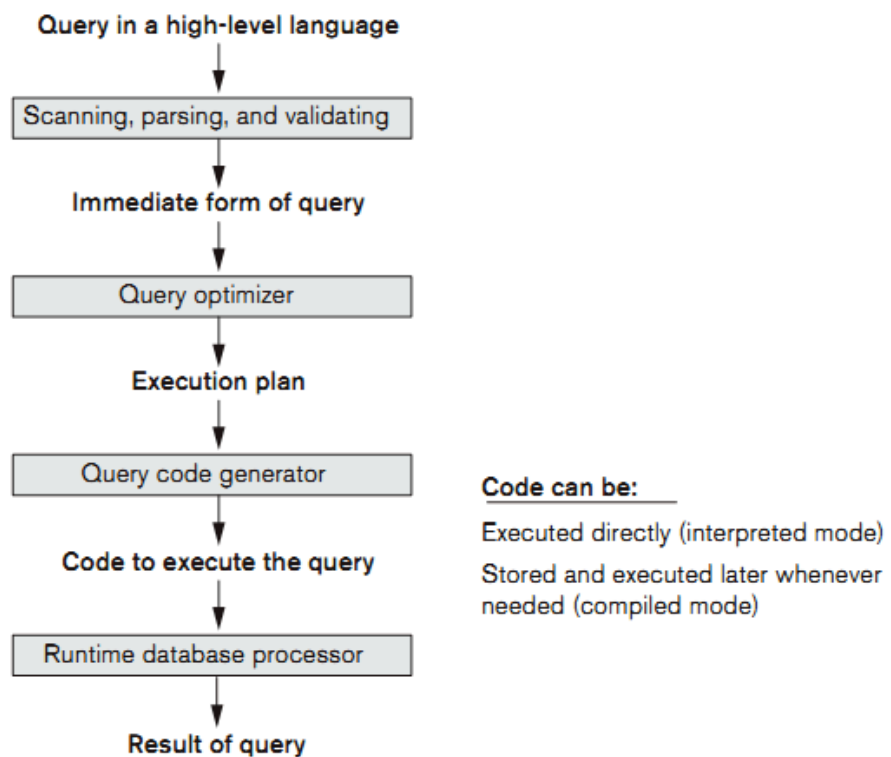 Query in a high-level language
Scanning, parsing, and validating
Immediate form of query
Query optimizer
Execution plan
Query code generator
Code to execute the query
Runtime database processor
Result of query
Code can be:
Executed directly (interpreted mode)
Stored and executed later whenever
needed (compiled mode)